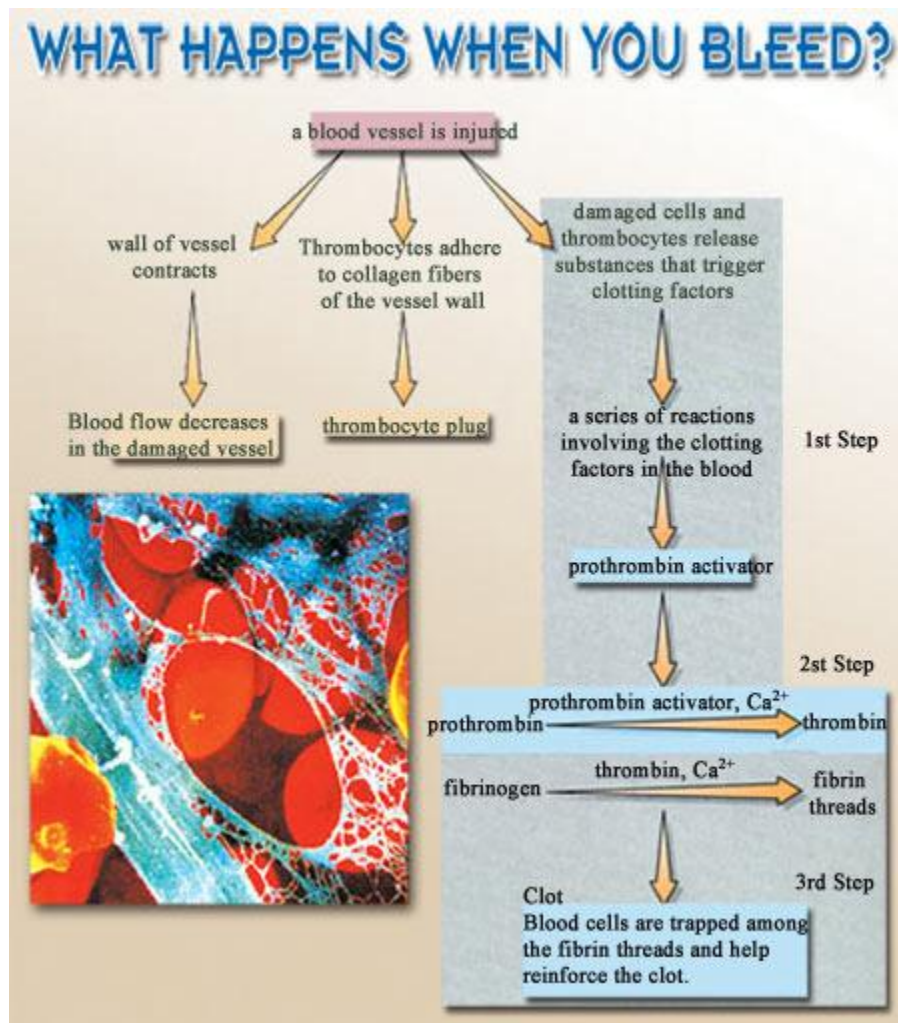 WHAT HAPPENS WHEN YOU BLEED?
a blood vessel is injured
wall of vessel
contracts
Blood flow decreases
in the damaged vessel
Thrombocytes adhere
to collagen fibers
of the vessel wall
thrombocyte plug
damaged cells and
thrombocytes release
substances that trigger
clotting factors
a series of reactions
involving the clotting
factors in the blood
1st Step
prothrombin activator
2st Step
prothrombin activator, Ca²⁺
prothrombin
thrombin
thrombin, Ca²⁺
fibrinogen
fibrin
threads
3rd Step
Clot
Blood cells are trapped among
the fibrin threads and help
reinforce the clot.